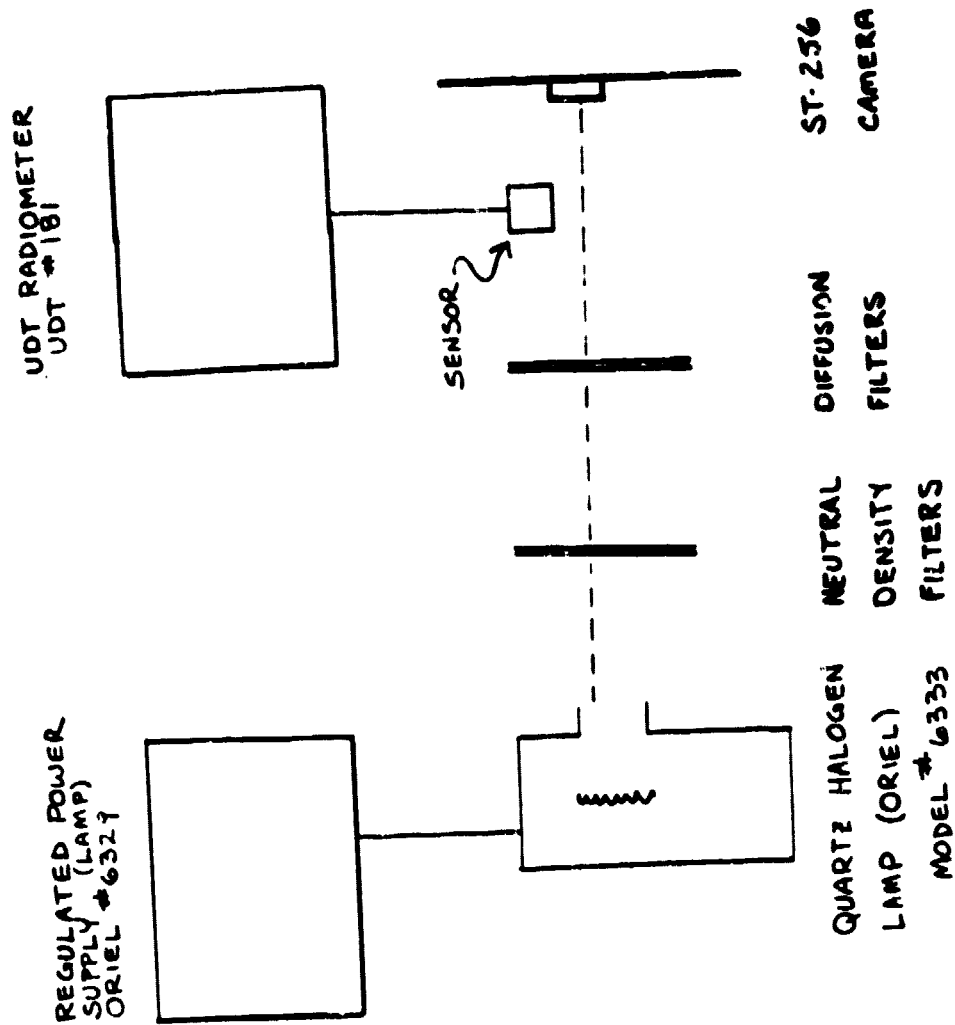 REGULATED POWER
SUPPLY (LAMP)
ORIEL #6329
UDT RADIOMETER
UDT #181
SENSOR
QUARTZ HALOGEN
LAMP (ORIEL)
MODEL #6333
NEUTRAL
DENSITY
FILTERS
DIFFUSION
FILTERS
ST-256
CAMERA